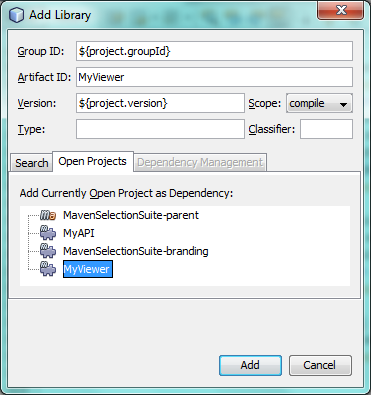 Add Library
Group ID: ${project.groupId}
Artifact ID: MyViewer
Version: ${project.version} Scope: compile
Type: Classifier:
Search Open Projects Dependency Management
Add Currently Open Project as Dependency:
MavenSelectionSuite-parent
MyAPI
MavenSelectionSuite-branding
MyViewer
Add Cancel